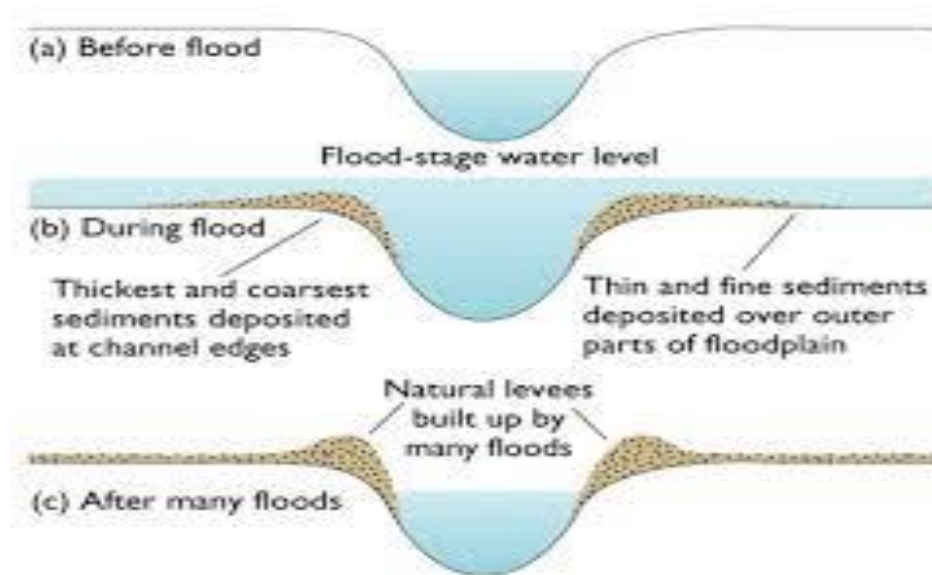 (a) Before flood
Flood-stage water level
(b) During flood
Thickest and coarsest
sediments deposited
at channel edges
Thin and fine sediments
deposited over outer
parts of floodplain
Natural levees
built up by
many floods
(c) After many floods